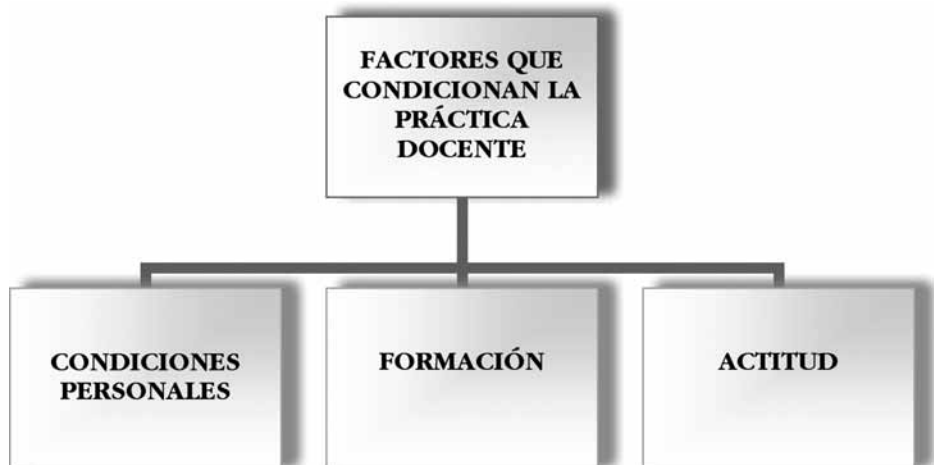 FACTORES QUE
CONDICIONAN LA
PRÁCTICA
DOCENTE
CONDICIONES
PERSONALES
FORMACIÓN
ACTITUD